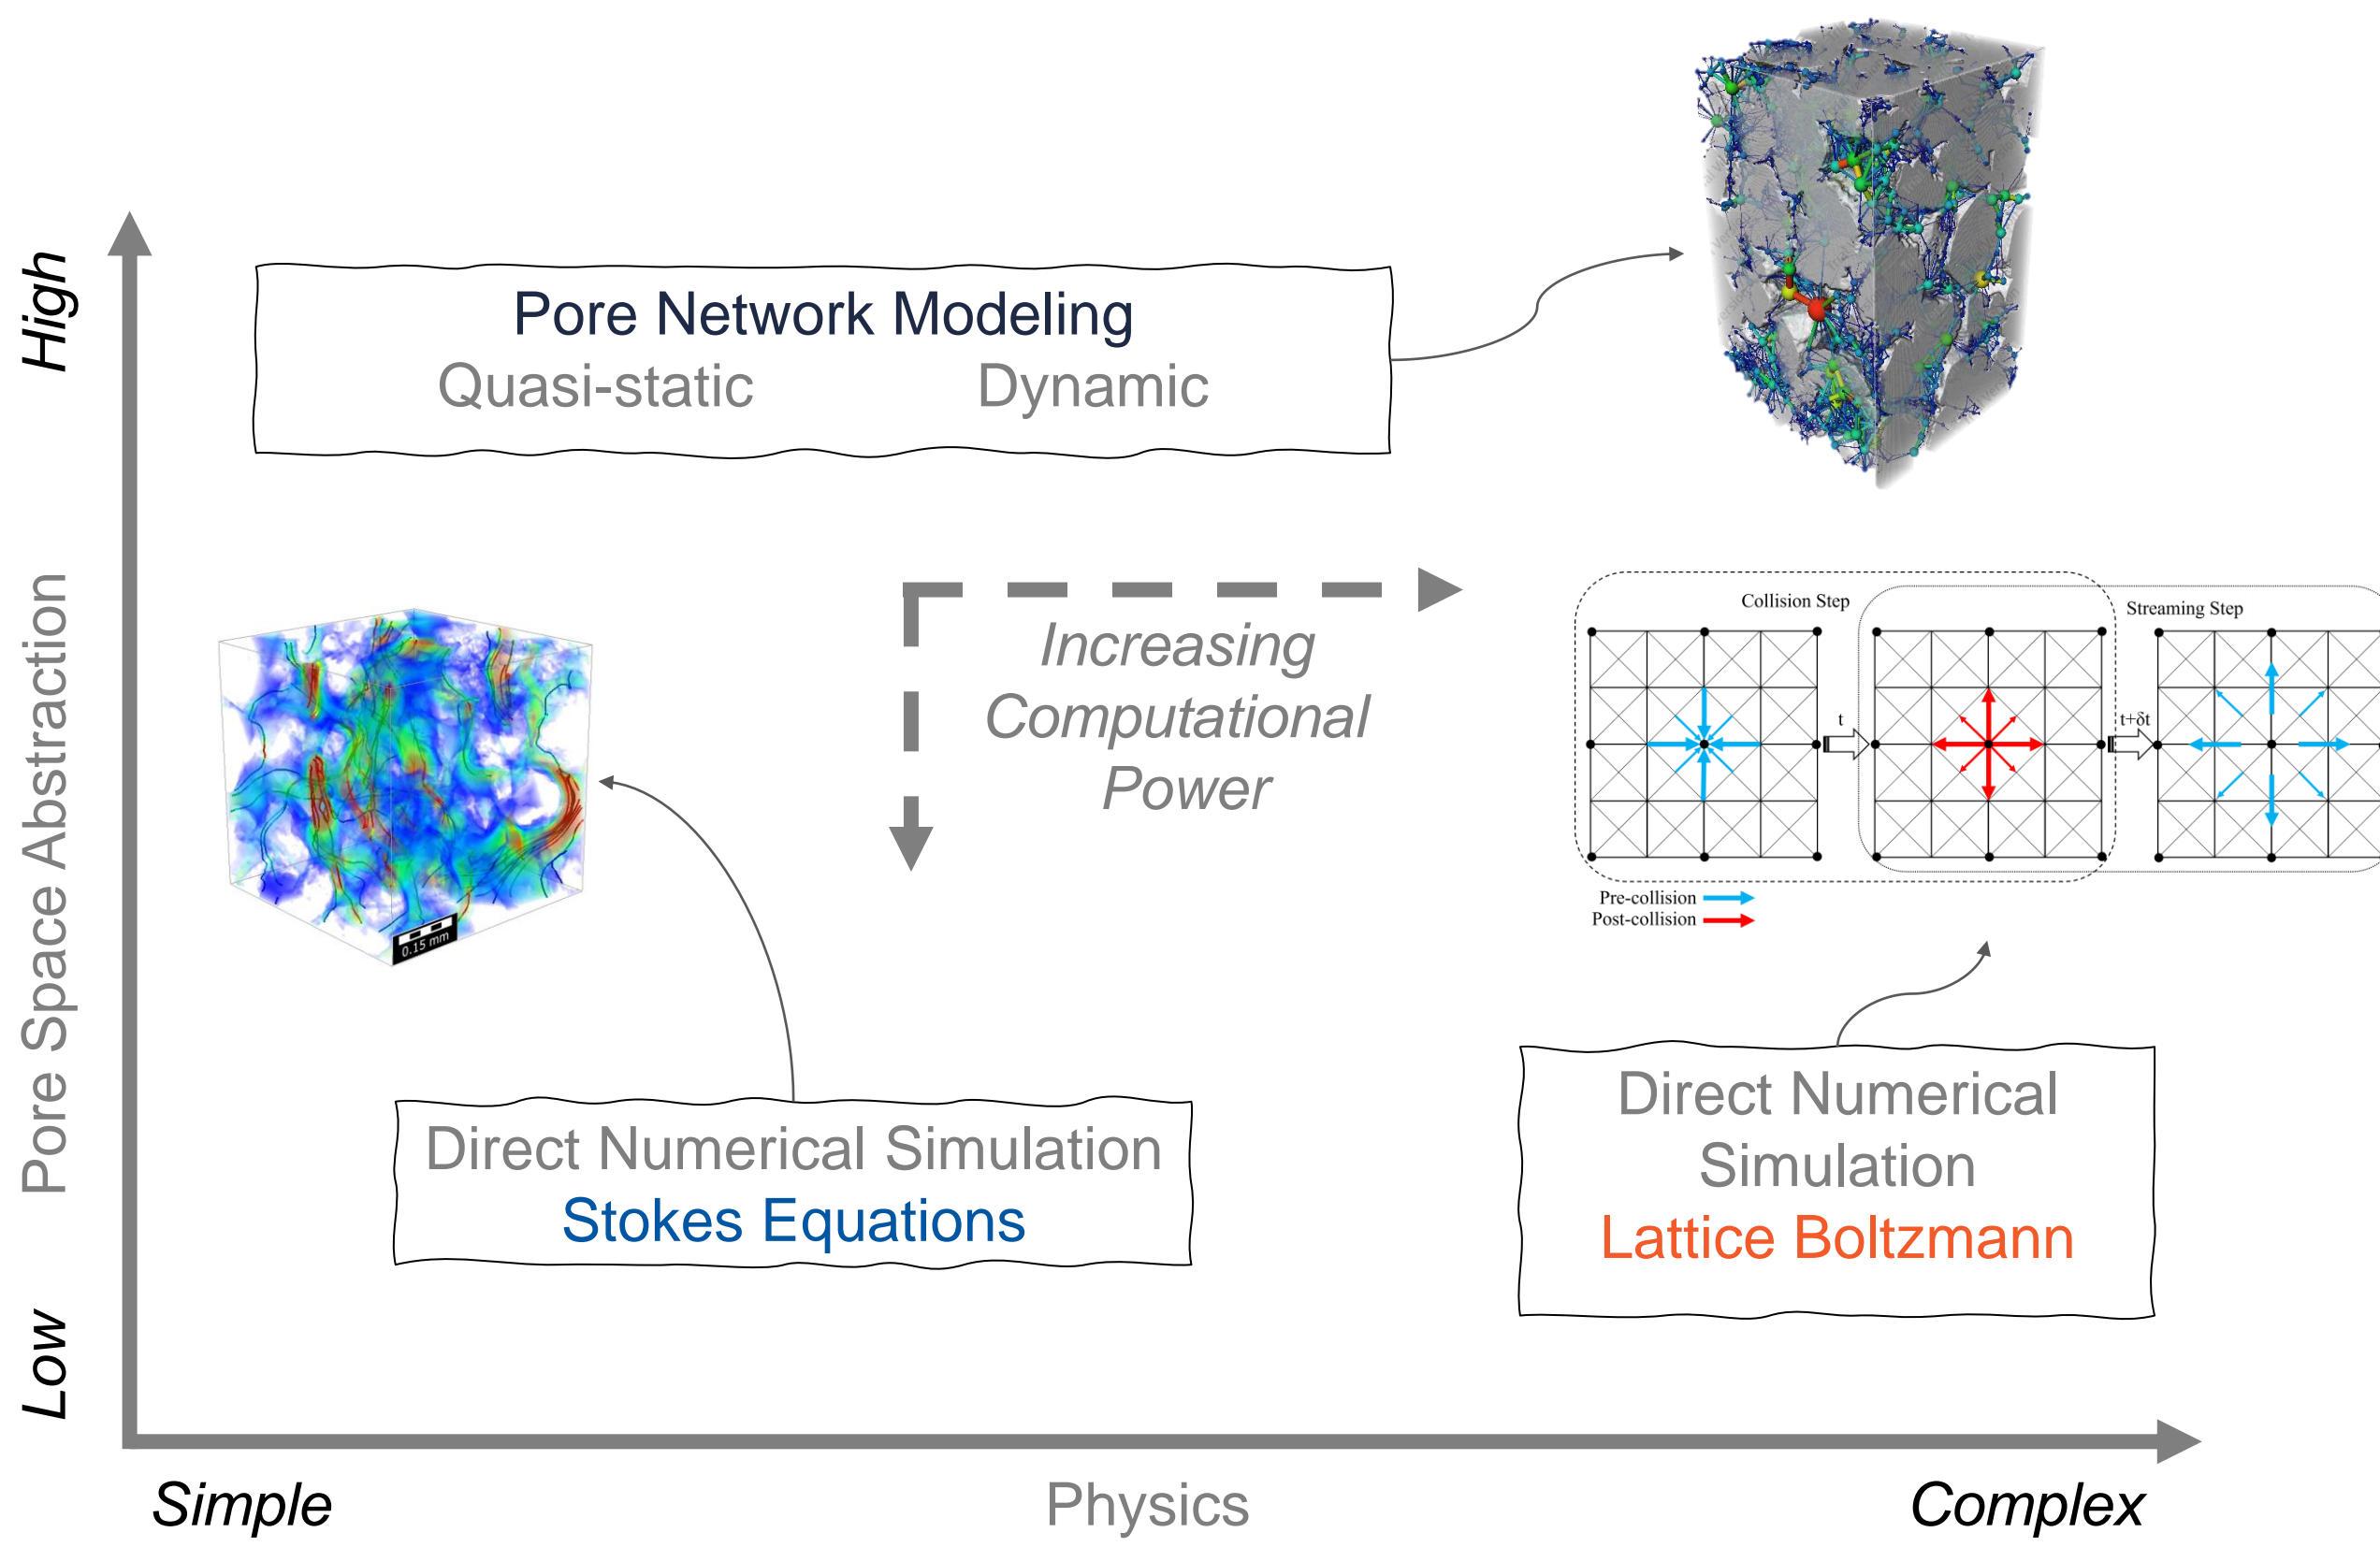 High
Pore Space Abstraction
Low
Pore Network Modeling
Quasi-static Dynamic
Increasing
Computational
Power
0.15 mm
Collision Step
Streaming Step
t
t+δt
Pre-collision
Post-collision
Direct Numerical Simulation
Stokes Equations
Direct Numerical
Simulation
Lattice Boltzmann
Simple
Physics
Complex